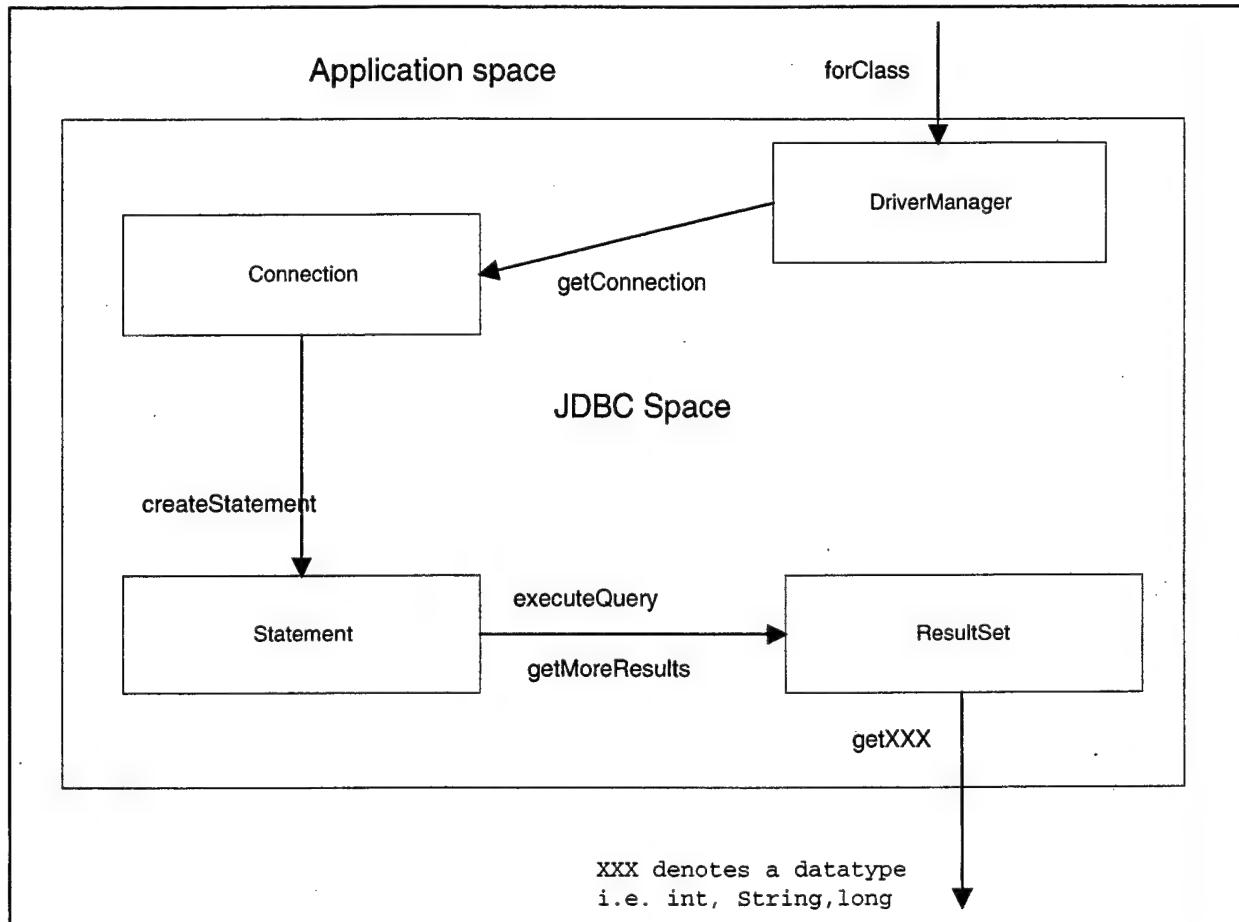 Application space
forClass
DriverManager
Connection
getConnection
JDBC Space
createStatement
Statement
executeQuery
getMoreResults
ResultSet
getXXX
XXX denotes a datatype
i.e. int, String,long